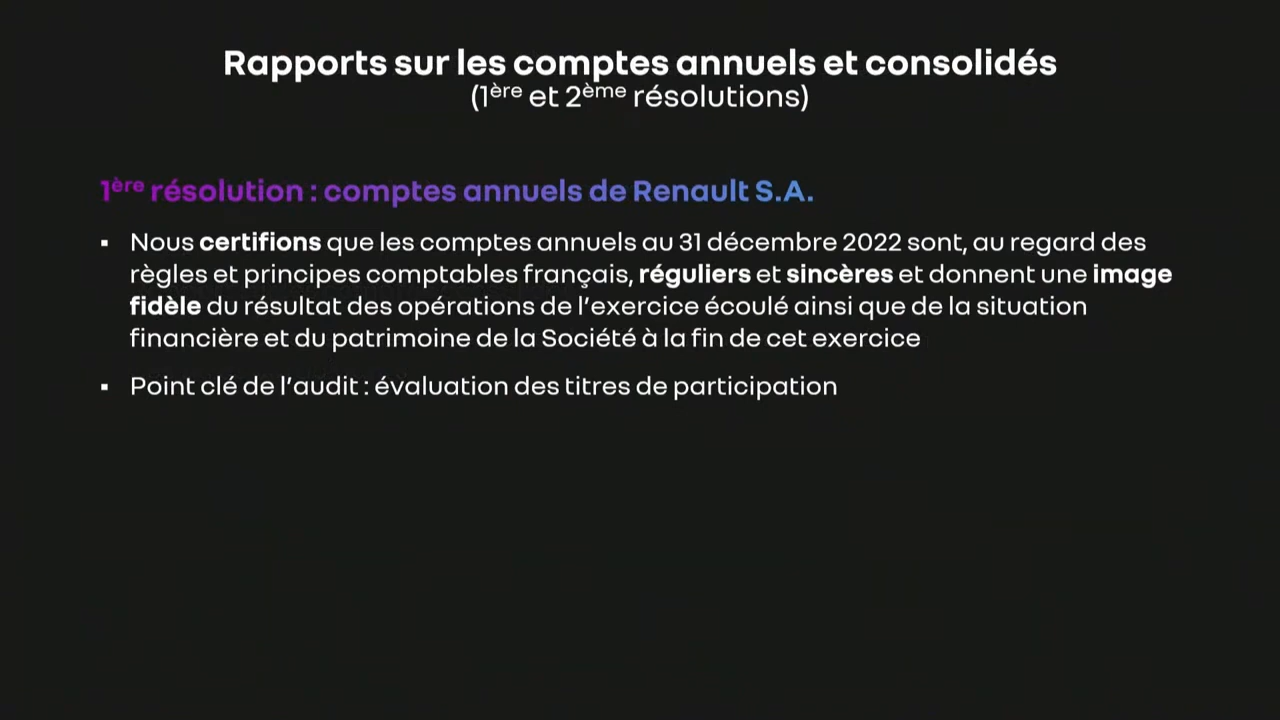 Rapports sur les comptes annuels et consolidés
(1ère et 2ème résolutions)
1ère résolution : comptes annuels de Renault S.A.
▪ Nous certifions que les comptes annuels au 31 décembre 2022 sont, au regard des
règles et principes comptables français, réguliers et sincères et donnent une image
fidèle du résultat des opérations de l’exercice écoulé ainsi que de la situation
financière et du patrimoine de la Société à la fin de cet exercice
▪ Point clé de l’audit : évaluation des titres de participation